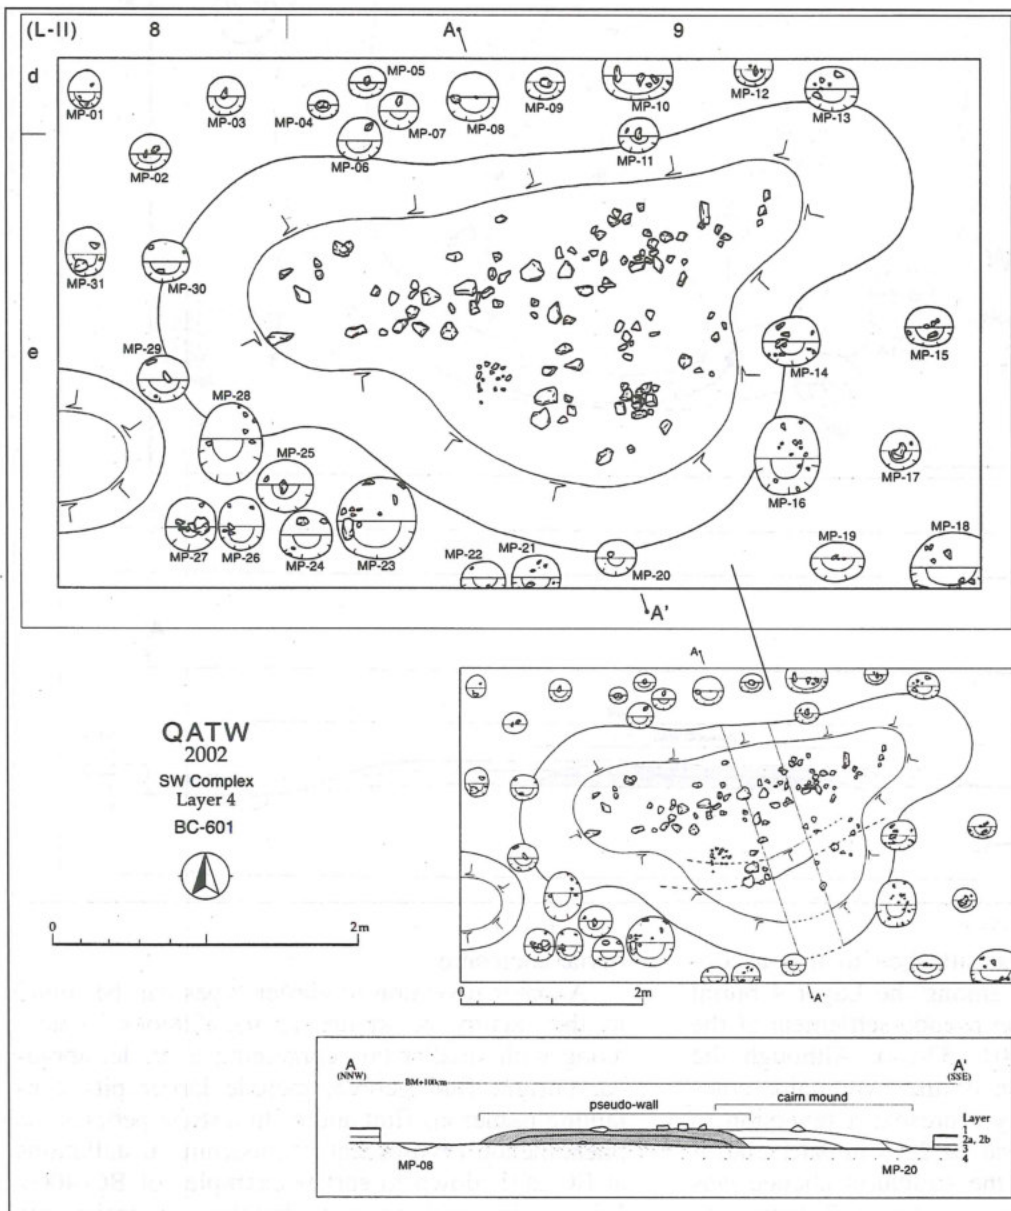 (L-II) 8 A 9
d
MP-05
MP-01 MP-03 MP-04 MP-07 MP-08 MP-09 MP-10 MP-12 MP-13
MP-02 MP-06 MP-11
MP-31 MP-30
e
MP-29 MP-14 MP-15
MP-28
MP-25
MP-16 MP-17
MP-27 MP-26 MP-24 MP-23 MP-22 MP-21 MP-20 MP-19 MP-18
A'
A
QATW
2002
SW Complex
Layer 4
BC-601
0 2m
0 2m A'
A A'
(NNW) (SSE)
BM+100cm
pseudo-wall cairn mound
Layer
1
2a, 2b
3
4
MP-08 MP-20